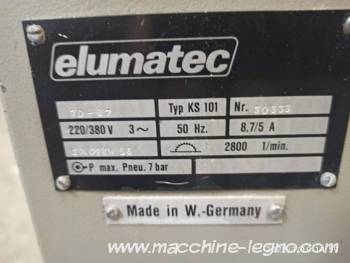 elumatec
Typ KS 101 Nr. 30333
220/380 V 3~ 50 Hz. 8,7/5 A
2800 1/min.
P max. Pneu. 7 bar
Made in W.-Germany
www.macchine-legno.com